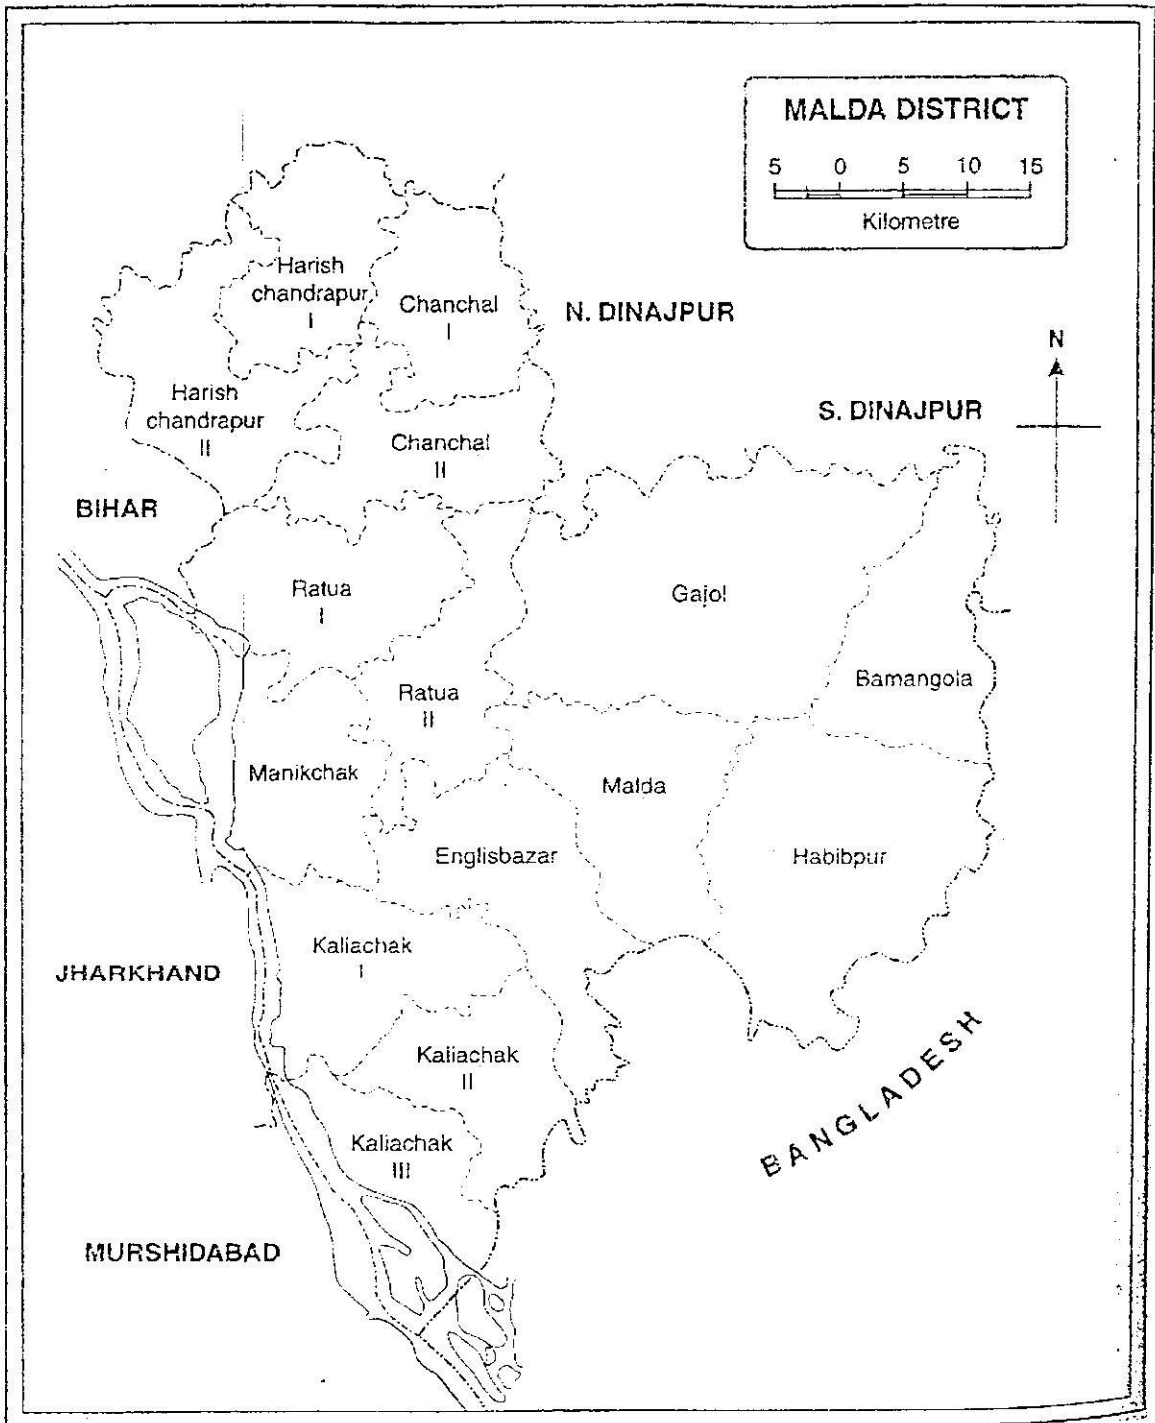 MALDA DISTRICT
5 0 5 10 15
Kilometre
Harish
chandrapur
I
Chanchal
I
N. DINAJPUR
N
Harish
chandrapur
II
S. DINAJPUR
Chanchal
II
BIHAR
Ratua
I
Gajol
Ratua
II
Bamangola
Manikchak
Malda
Englisbazar
Habibpur
Kaliachak
I
JHARKHAND
Kaliachak
II
BANGLADESH
Kaliachak
III
MURSHIDABAD